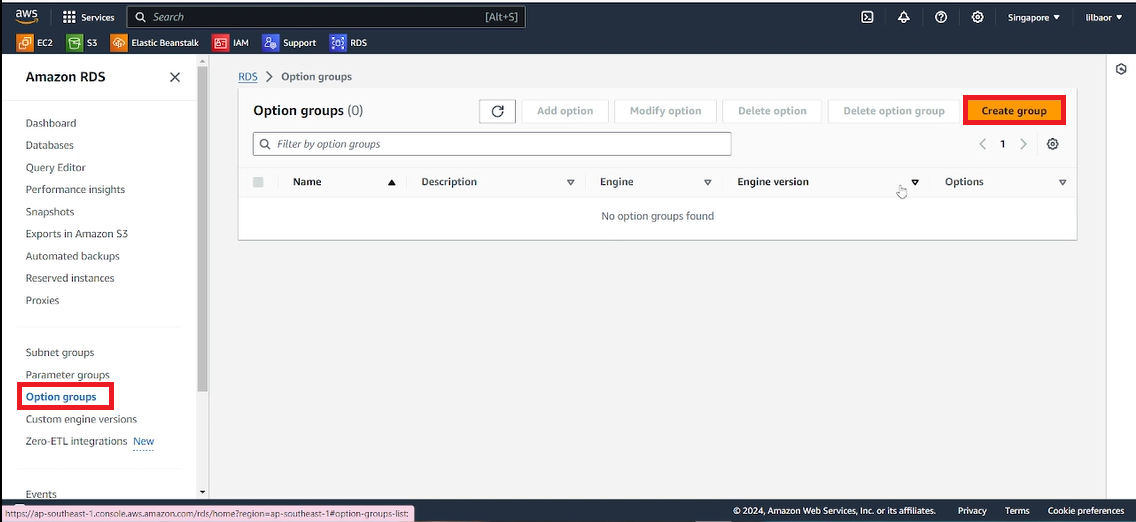 aws Services Search [Alt+S] Singapore lilbaor
EC2 S3 Elastic Beanstalk IAM Support RDS
Amazon RDS
Dashboard
Databases
Query Editor
Performance insights
Snapshots
Exports in Amazon S3
Automated backups
Reserved instances
Proxies
Subnet groups
Parameter groups
Option groups
Custom engine versions
Zero-ETL integrations New
Events
RDS > Option groups
Option groups (0) Add option Modify option Delete option Delete option group Create group
Filter by option groups 1
Name Description Engine Engine version Options
No option groups found
https://ap-southeast-1.console.aws.amazon.com/rds/home?region=ap-southeast-1#option-groups-list:
© 2024, Amazon Web Services, Inc. or its affiliates. Privacy Terms Cookie preferences